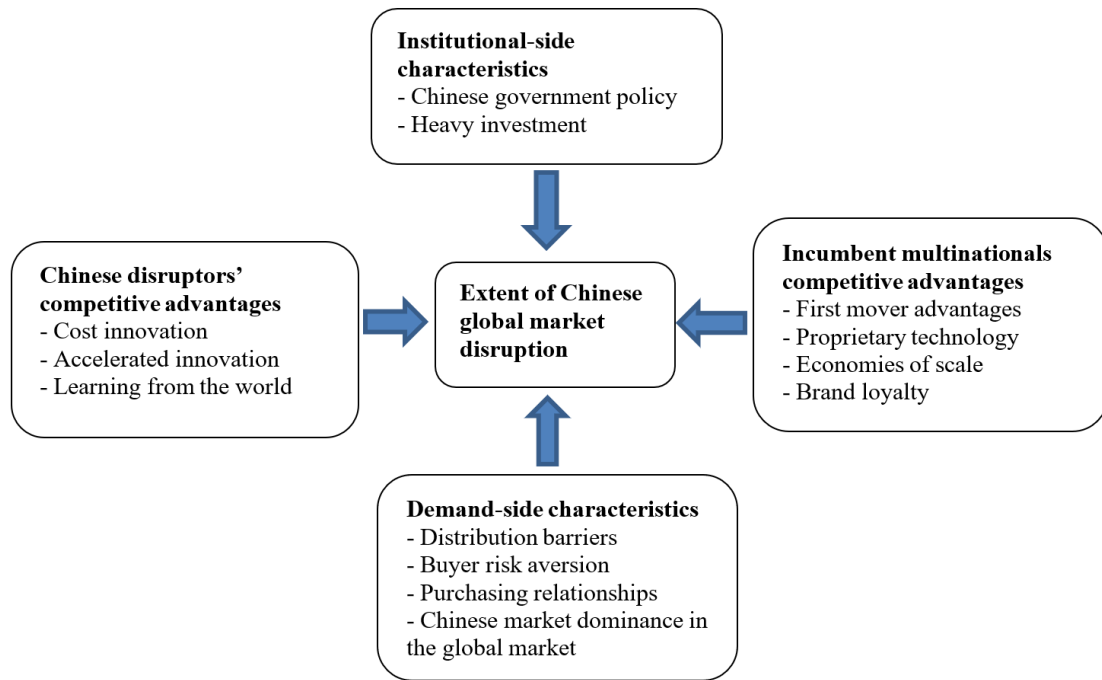 Institutional-side
characteristics
- Chinese government policy
- Heavy investment
Chinese disruptors’
competitive advantages
- Cost innovation
- Accelerated innovation
- Learning from the world
Extent of Chinese
global market
disruption
Incumbent multinationals
competitive advantages
- First mover advantages
- Proprietary technology
- Economies of scale
- Brand loyalty
Demand-side characteristics
- Distribution barriers
- Buyer risk aversion
- Purchasing relationships
- Chinese market dominance in
the global market